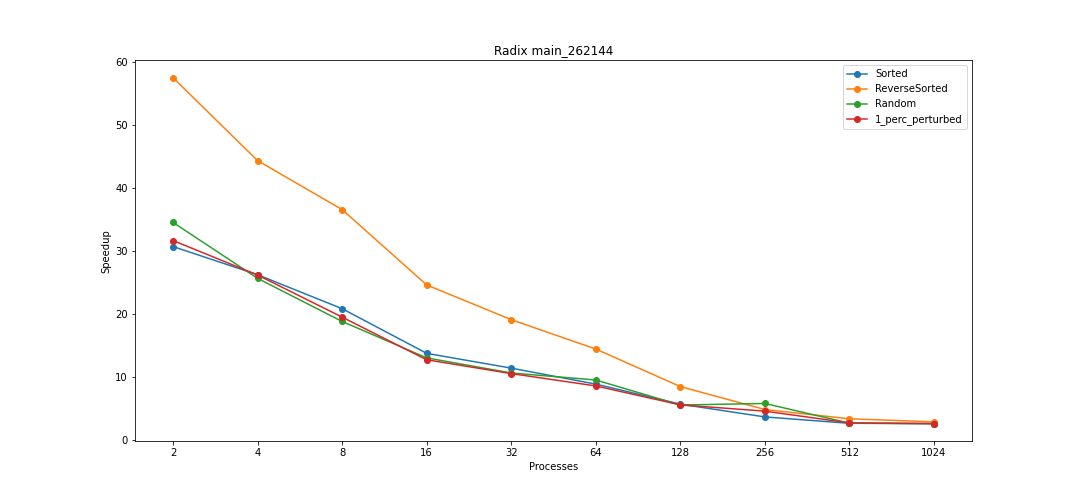 Radix main_262144
Sorted
ReverseSorted
Random
1_perc_perturbed
Speedup
60
50
40
30
20
10
0
2 4 8 16 32 64 128 256 512 1024
Processes